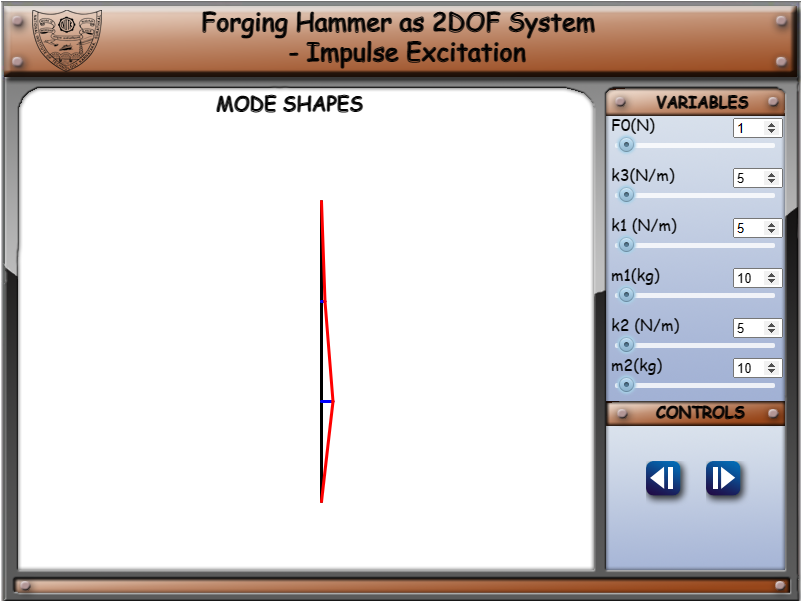 Forging Hammer as 2DOF System
- Impulse Excitation
MODE SHAPES
VARIABLES
F0(N) 1
k3(N/m) 5
k1 (N/m) 5
m1(kg) 10
k2 (N/m) 5
m2(kg) 10
CONTROLS